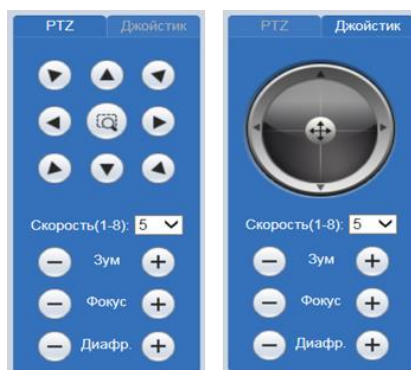 PTZ Джойстик
Скорость(1-8): 5
Зум
Фокус
Диафр.
PTZ Джойстик
Скорость(1-8): 5
Зум
Фокус
Диафр.